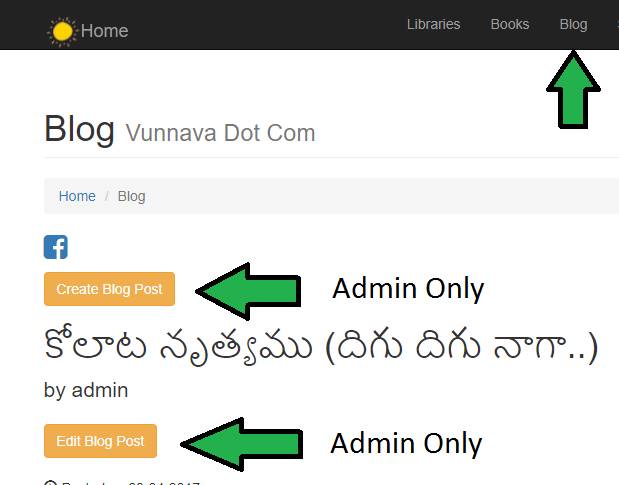 Home Libraries Books Blog
Blog Vunnava Dot Com
Home / Blog
Create Blog Post Admin Only
కోలాట నృత్యము (దిగు దిగు నాగా..)
by admin
Edit Blog Post Admin Only